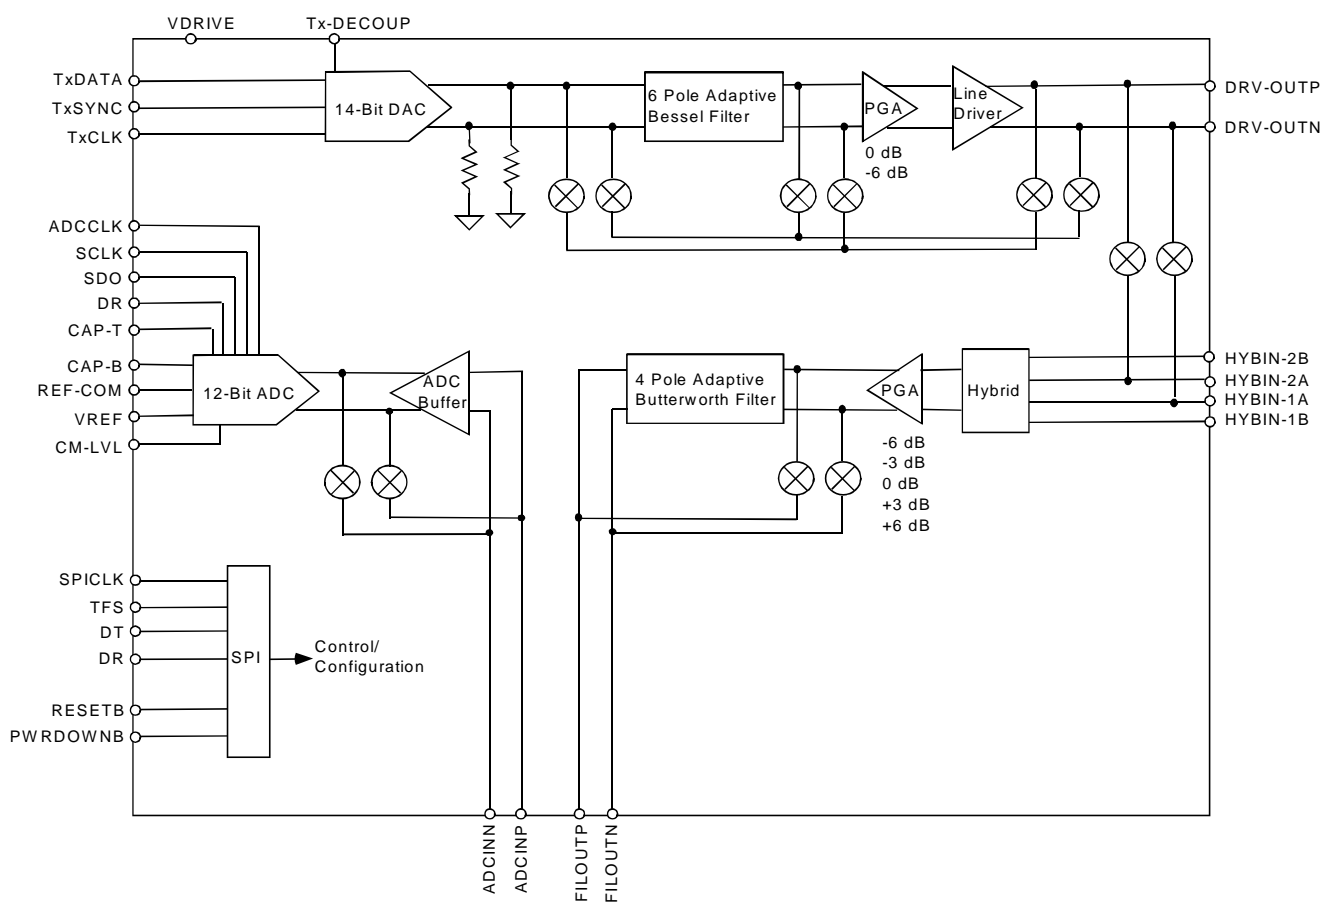 VDRIVE
Tx-DECOUP
TxDATA
TxSYNC
TxCLK
14-Bit DAC
6 Pole Adaptive
Bessel Filter
PGA
0 dB
-6 dB
Line
Driver
DRV-OUTP
DRV-OUTN
ADCCLK
SCLK
SDO
DR
CAP-T
CAP-B
REF-COM
VREF
CM-LVL
12-Bit ADC
ADC
Buffer
4 Pole Adaptive
Butterworth Filter
PGA
-6 dB
-3 dB
0 dB
+3 dB
+6 dB
Hybrid
HYBIN-2B
HYBIN-2A
HYBIN-1A
HYBIN-1B
SPICLK
TFS
DT
DR
RESETB
PWRDOWNB
SPI
Control/
Configuration
ADCINN
ADCINP
FILOUTP
FILOUTN